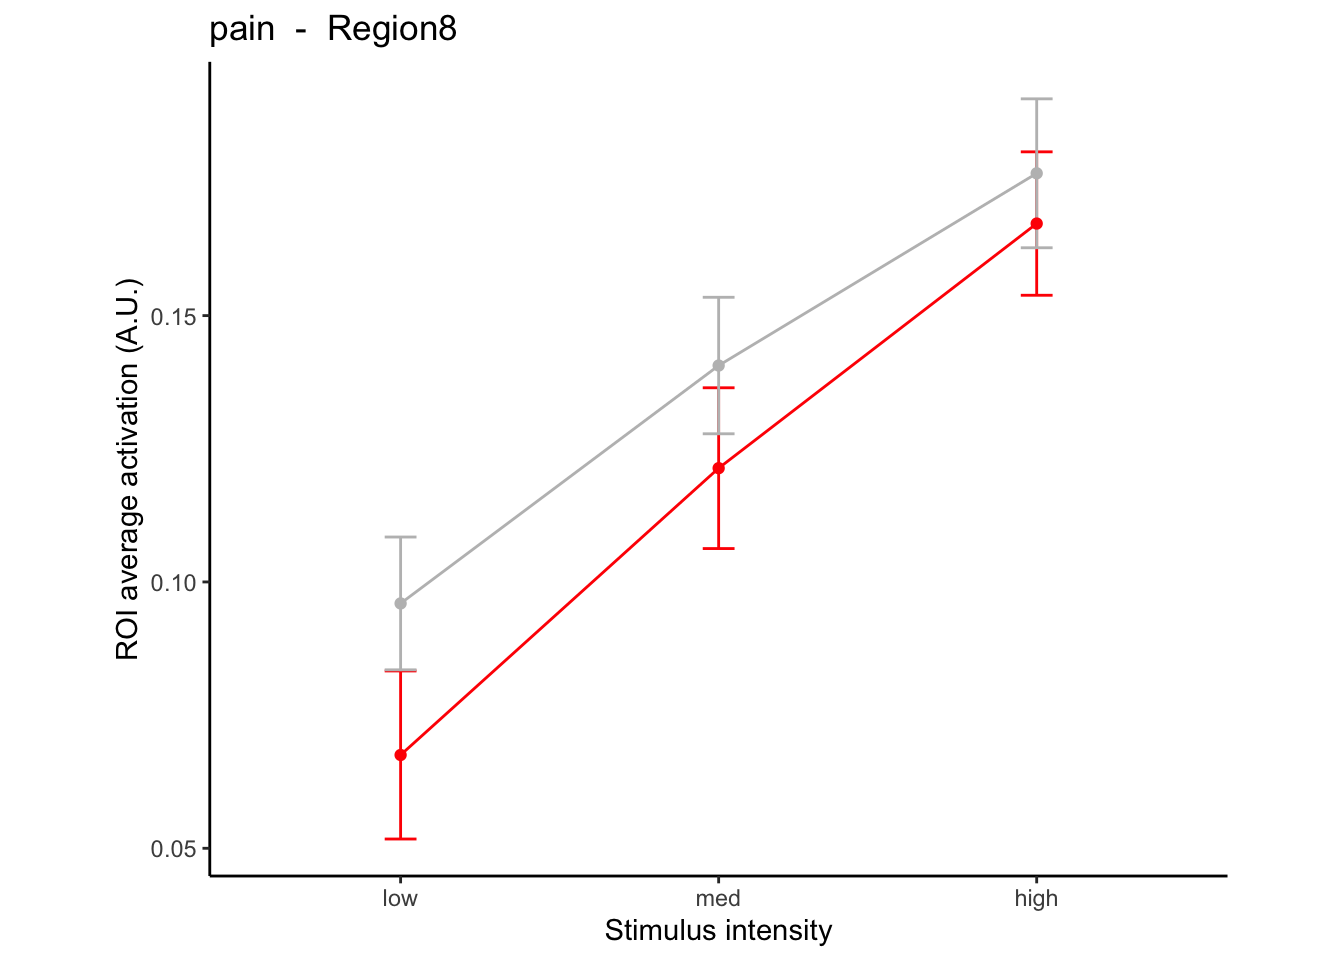 pain - Region8
ROI average activation (A.U.)
0.15
0.10
0.05
low med high
Stimulus intensity